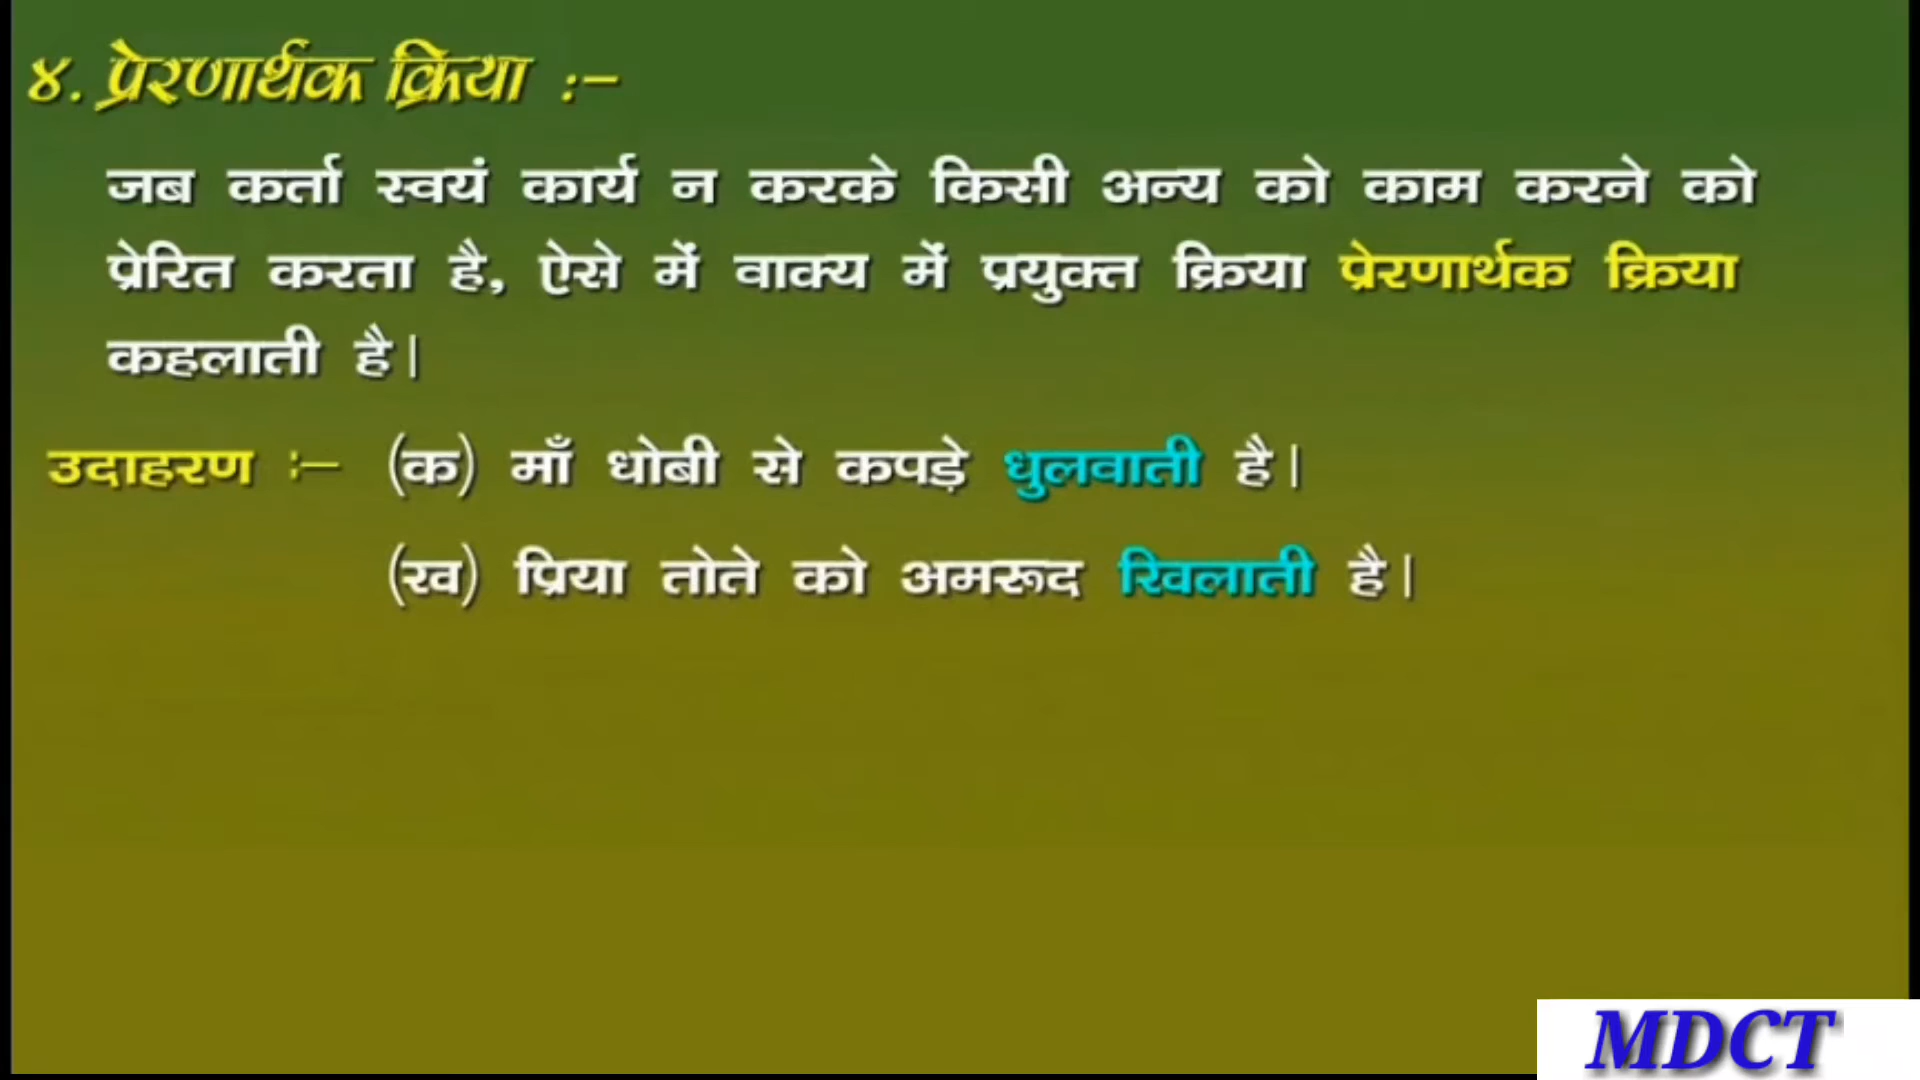 ४. प्रेरणार्थक क्रिया :–
जब कर्ता स्वयं कार्य न करके किसी अन्य को काम करने को
प्रेरित करता है, ऐसे में वाक्य में प्रयुक्त क्रिया प्रेरणार्थक क्रिया
कहलाती है|
उदाहरण :– (क) माँ धोबी से कपड़े धुलवाती है|
(ख) प्रिया तोते को अमरूद खिलाती है|
MDCT